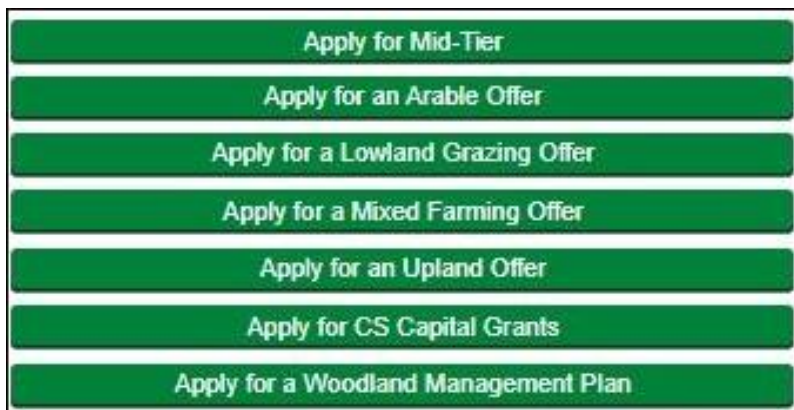 Apply for Mid-Tier
Apply for an Arable Offer
Apply for a Lowland Grazing Offer
Apply for a Mixed Farming Offer
Apply for an Upland Offer
Apply for CS Capital Grants
Apply for a Woodland Management Plan